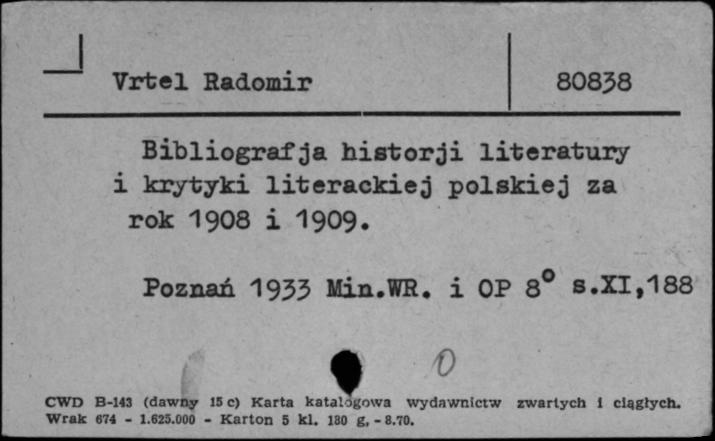 Vrtel Radomir 80838
Bibliografja historji literatury
i krytyki literackiej polskiej za
rok 1908 i 1909.
Poznań 1933 Min.WR. i OP 8° s.XI,188
0
CWD B-143 (dawny 15 c) Karta katalogowa wydawnictw zwartych i ciągłych.
Wrak 674 - 1.625.000 - Karton 5 kl. 180 g, - 8.70.